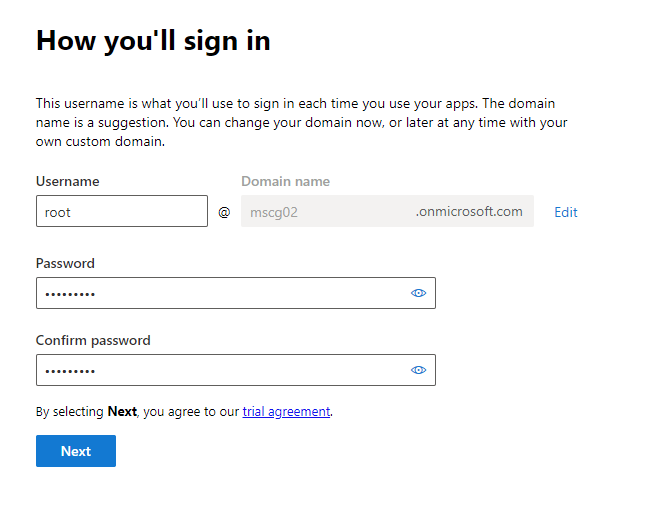 How you'll sign in
This username is what you'll use to sign in each time you use your apps. The domain
name is a suggestion. You can change your domain now, or later at any time with your
own custom domain.
Username Domain name
root @ mscg02 .onmicrosoft.com Edit
Password
•••••••••
Confirm password
•••••••••
By selecting Next, you agree to our trial agreement.
Next